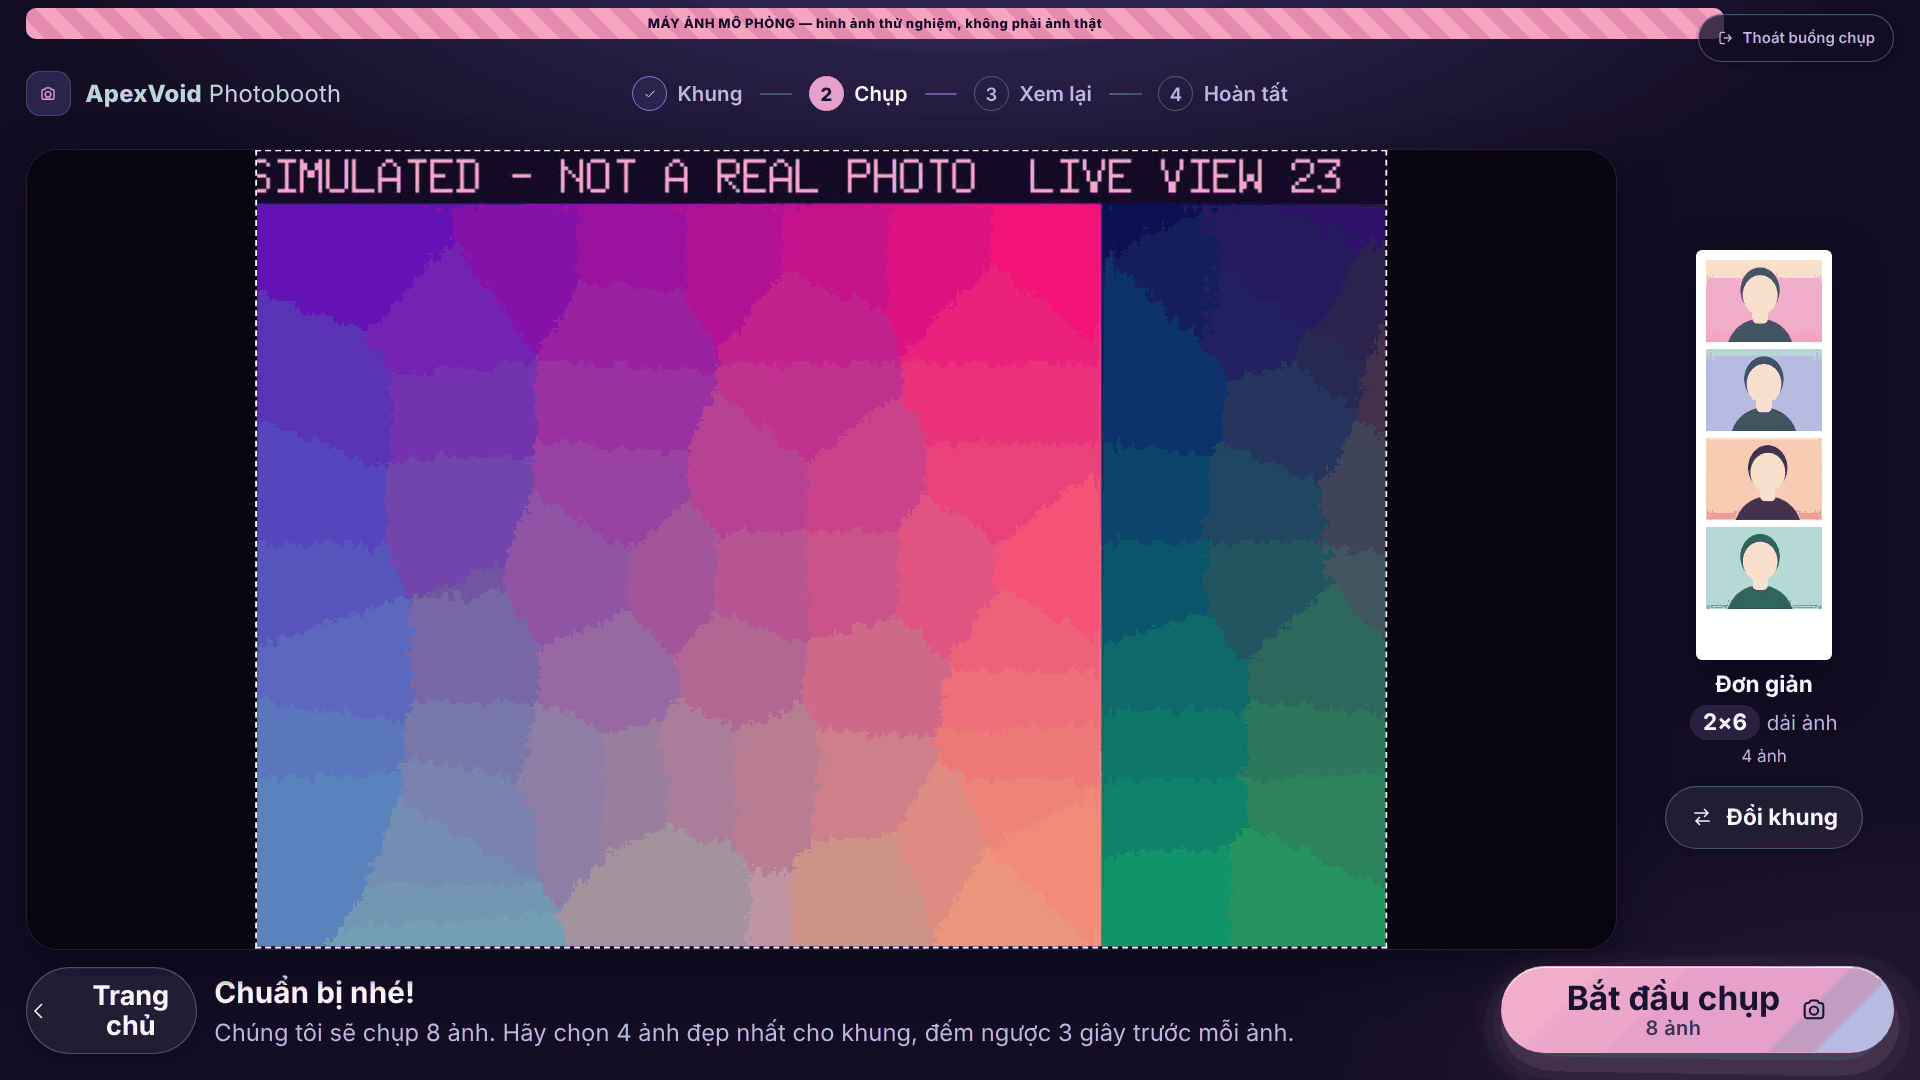 MÁY ẢNH MÔ PHỎNG — hình ảnh thử nghiệm, không phải ảnh thật
Thoát buồng chụp
ApexVoid Photobooth
Khung
2 Chụp
3 Xem lại
4 Hoàn tất
SIMULATED - NOT A REAL PHOTO LIVE VIEW 23
Đơn giản
2×6 dải ảnh
4 ảnh
Đổi khung
Trang chủ
Chuẩn bị nhé!
Chúng tôi sẽ chụp 8 ảnh. Hãy chọn 4 ảnh đẹp nhất cho khung, đếm ngược 3 giây trước mỗi ảnh.
Bắt đầu chụp
8 ảnh